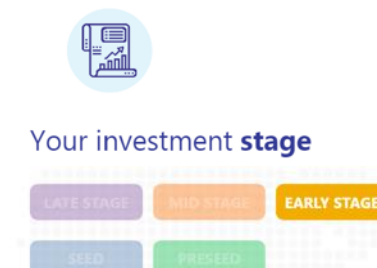 Your investment stage
LATE STAGE MID STAGE EARLY STAGE
SEED PRESEED